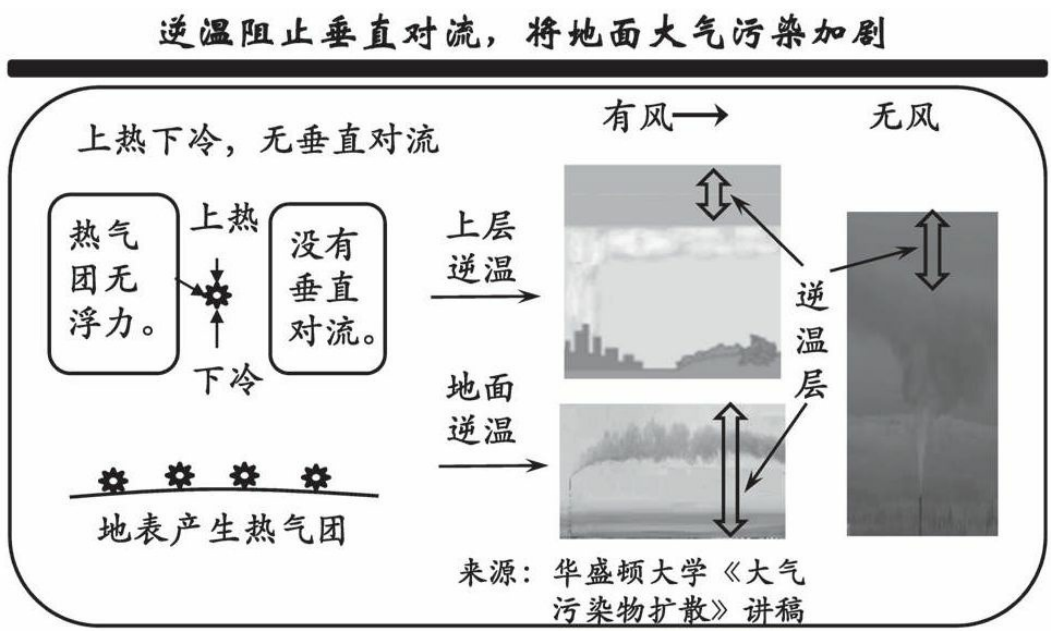 逆温阻止垂直对流，将地面大气污染加剧
上热下冷，无垂直对流
有风
无风
热气
团无
浮力。
上热
下冷
没有
垂直
对流。
上层
逆温
地面
逆温
逆
温
层
地表产生热气团
来源：华盛顿大学《大气
污染物扩散》讲稿